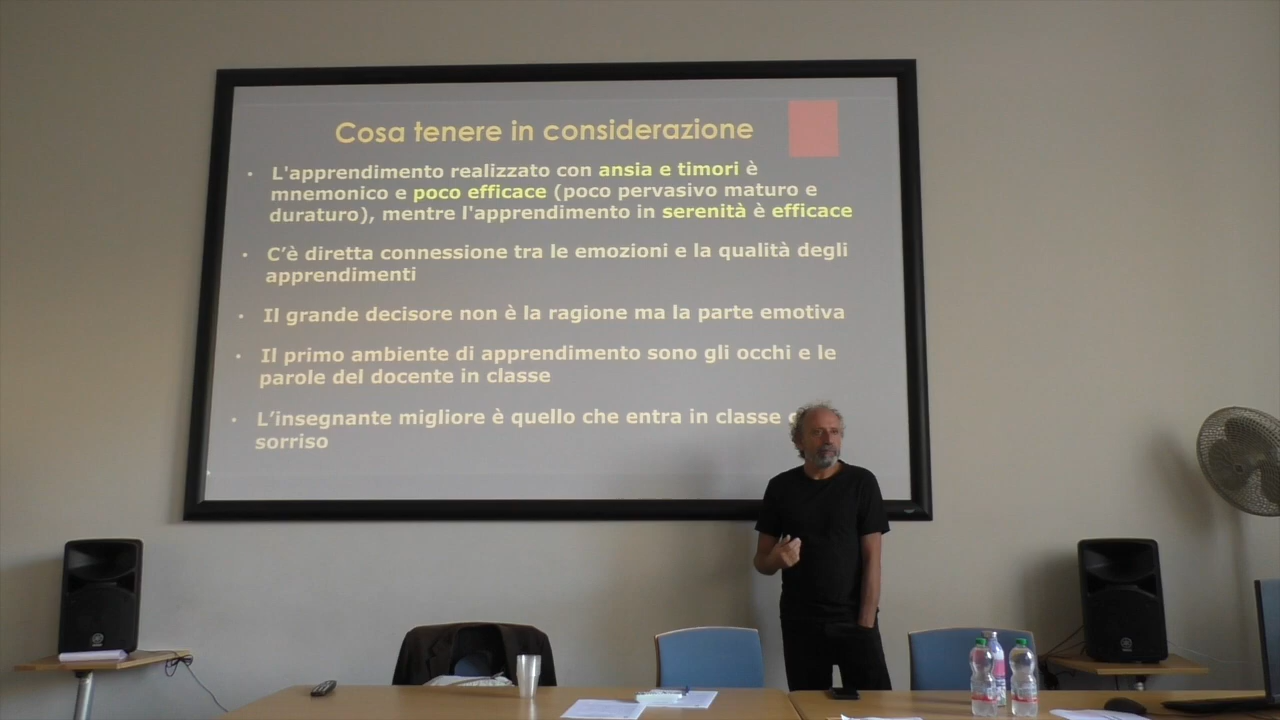 Cosa tenere in considerazione
• L'apprendimento realizzato con ansia e timori è
mnemonico e poco efficace (poco pervasivo maturo e
duraturo), mentre l'apprendimento in serenità è efficace
• C’è diretta connessione tra le emozioni e la qualità degli
apprendimenti
• Il grande decisore non è la ragione ma la parte emotiva
• Il primo ambiente di apprendimento sono gli occhi e le
parole del docente in classe
• L’insegnante migliore è quello che entra in classe
sorriso